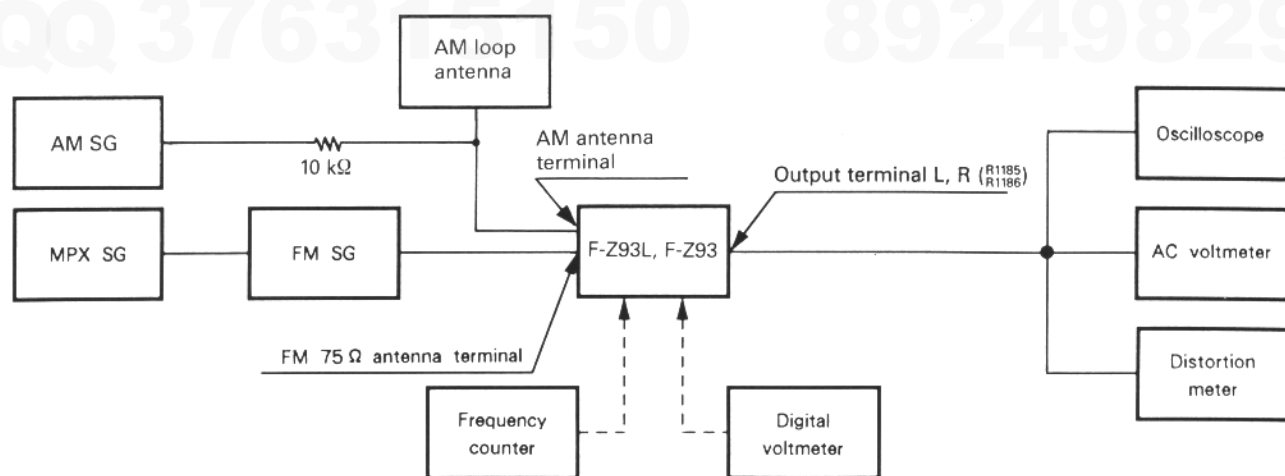 QQ 376315150 892498299
AM loop
antenna
AM SG
10 kΩ
AM antenna
terminal
Output terminal L, R (R1185 R1186)
Oscilloscope
MPX SG
FM SG
F-Z93L, F-Z93
AC voltmeter
FM 75 Ω antenna terminal
Frequency
counter
Digital
voltmeter
Distortion
meter